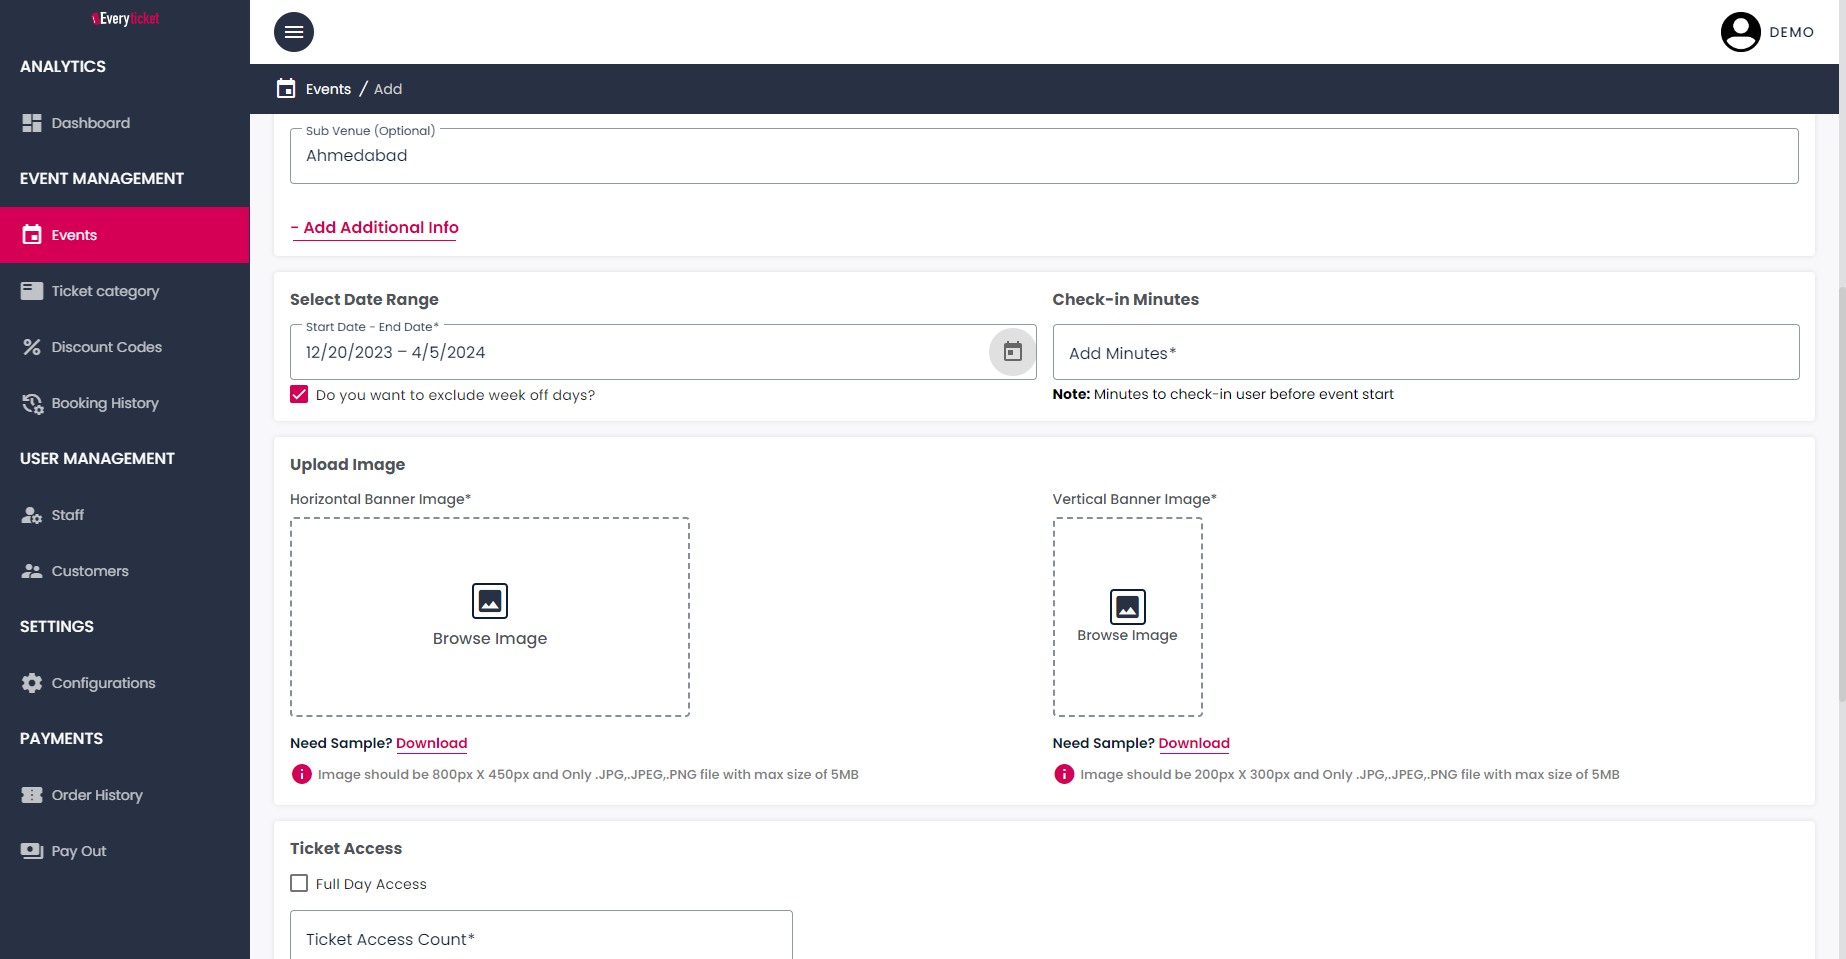 Everyticket
DEMO
ANALYTICS
Dashboard
EVENT MANAGEMENT
Events
Ticket category
Discount Codes
Booking History
USER MANAGEMENT
Staff
Customers
SETTINGS
Configurations
PAYMENTS
Order History
Pay Out
Events / Add
Sub Venue (Optional)
Ahmedabad
- Add Additional Info
Select Date Range
Start Date - End Date*
12/20/2023 – 4/5/2024
Do you want to exclude week off days?
Check-in Minutes
Add Minutes*
Note: Minutes to check-in user before event start
Upload Image
Horizontal Banner Image*
Browse Image
Need Sample? Download
Image should be 800px X 450px and Only .JPG,.JPEG,.PNG file with max size of 5MB
Vertical Banner Image*
Browse Image
Need Sample? Download
Image should be 200px X 300px and Only .JPG,.JPEG,.PNG file with max size of 5MB
Ticket Access
Full Day Access
Ticket Access Count*